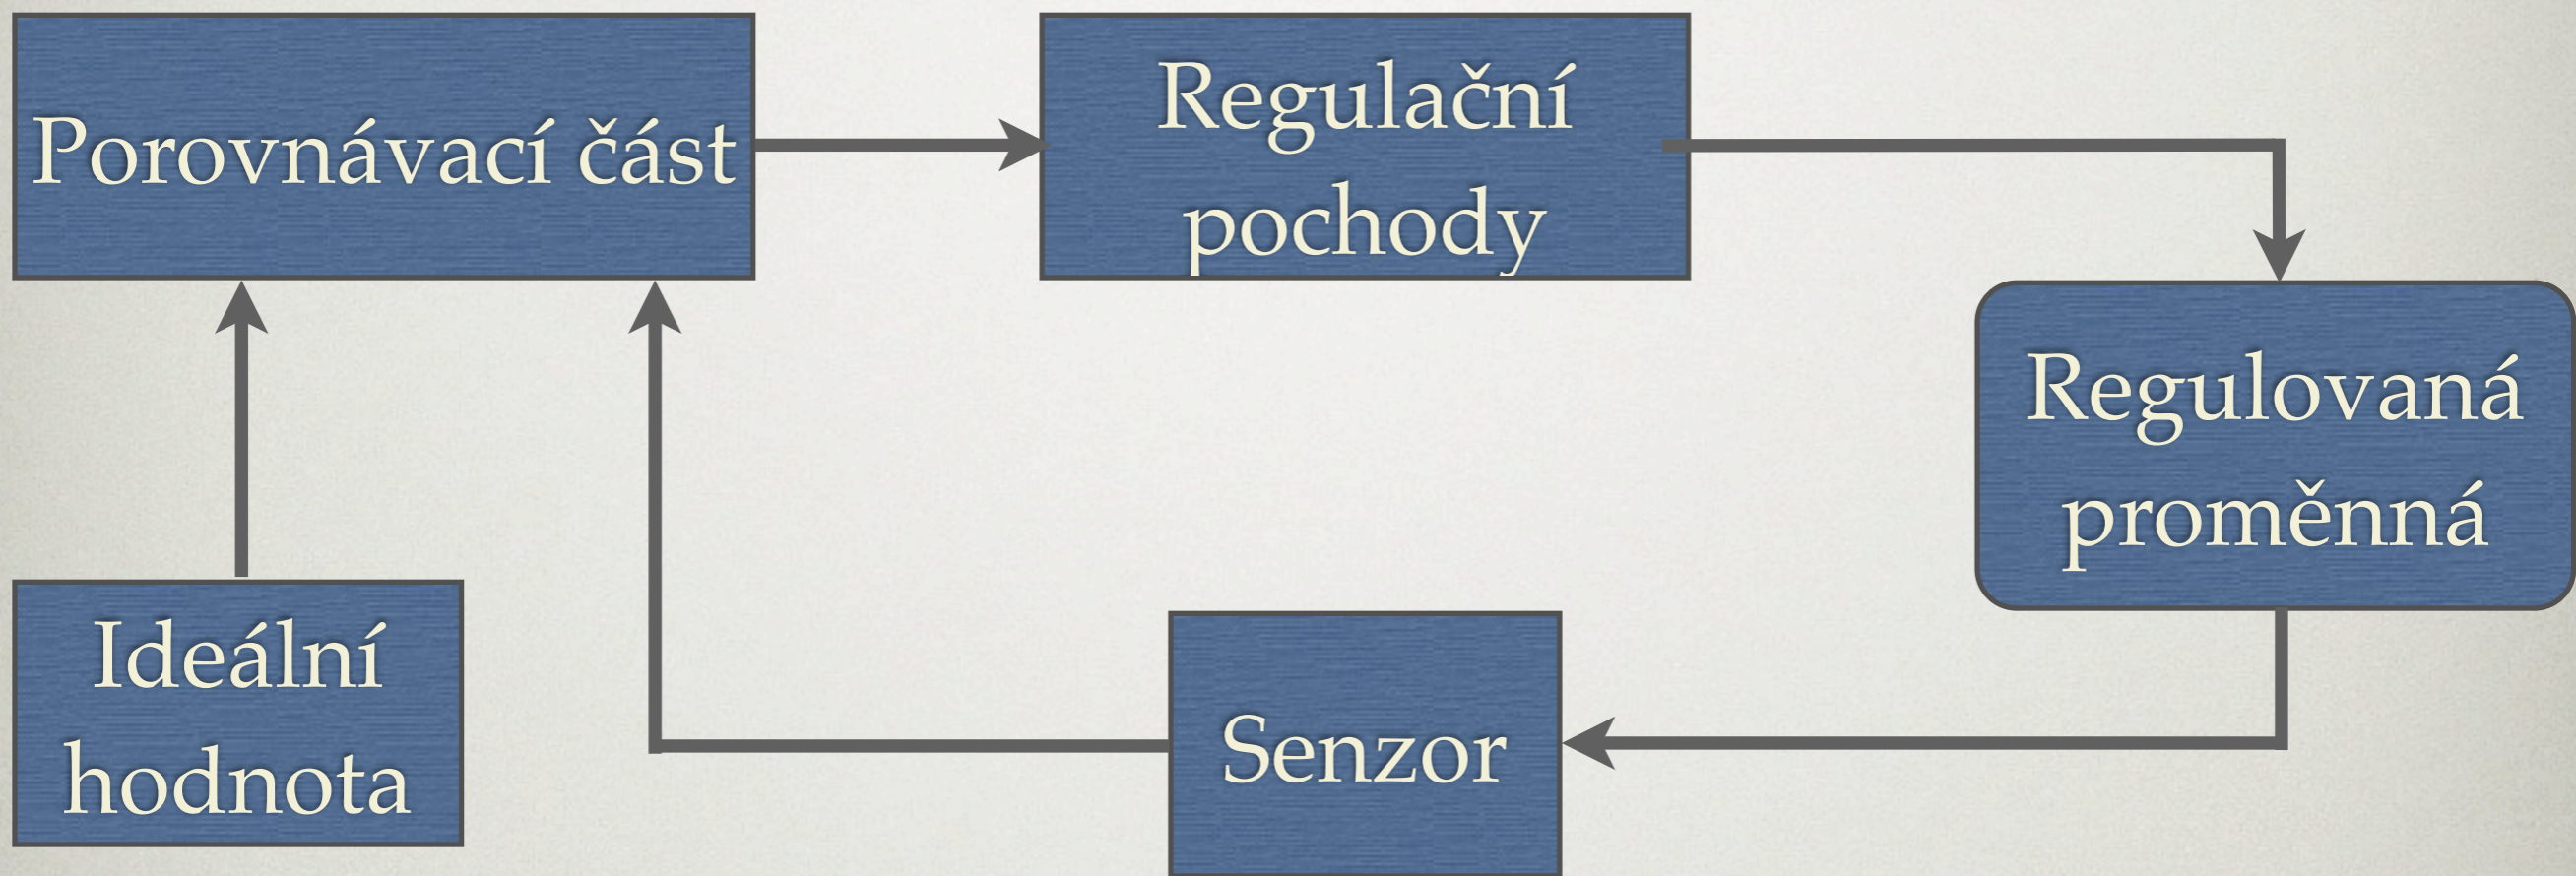 Porovnávací část
Regulační
pochody
Regulovaná
proměnná
Ideální
hodnota
Senzor